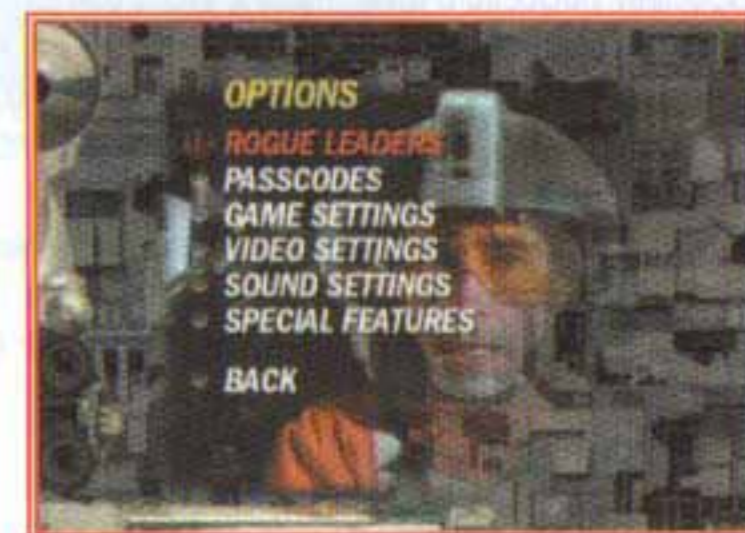 OPTIONS
ROGUE LEADERS
PASSCODES
GAME SETTINGS
VIDEO SETTINGS
SOUND SETTINGS
SPECIAL FEATURES
BACK